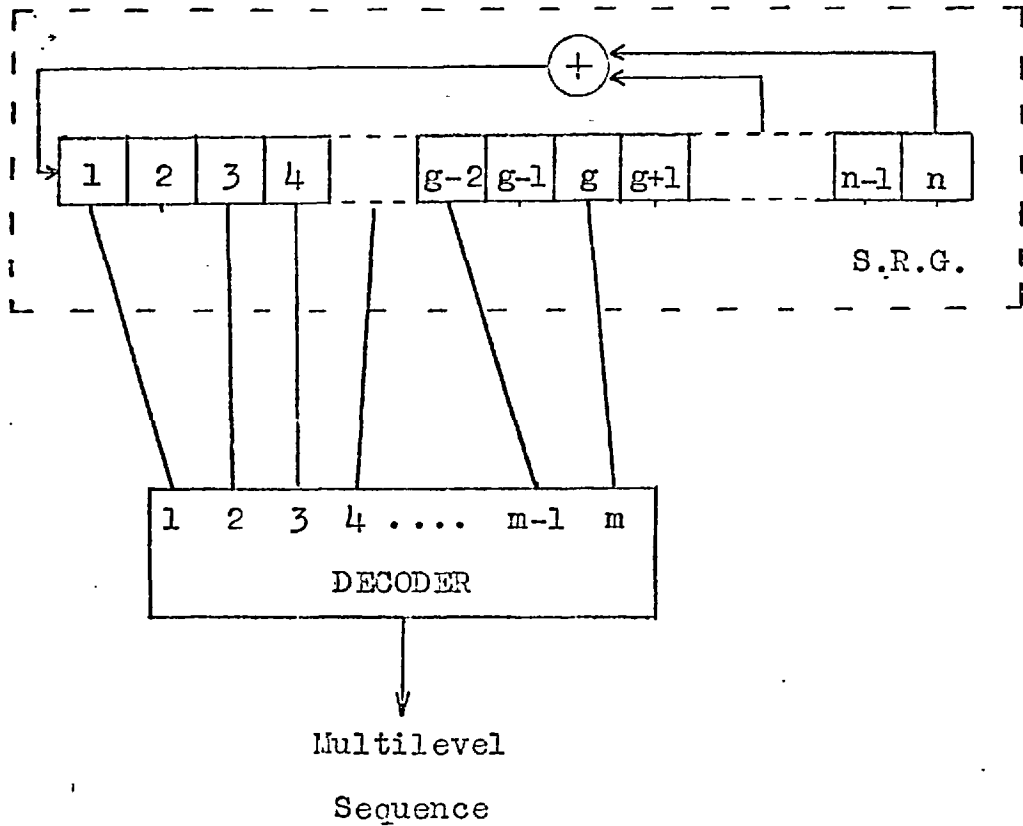 +
1 2 3 4 g-2 g-1 g g+1 n-1 n
S.R.G.
1 2 3 4 .... m-1 m
DECODER
Multilevel
Sequence